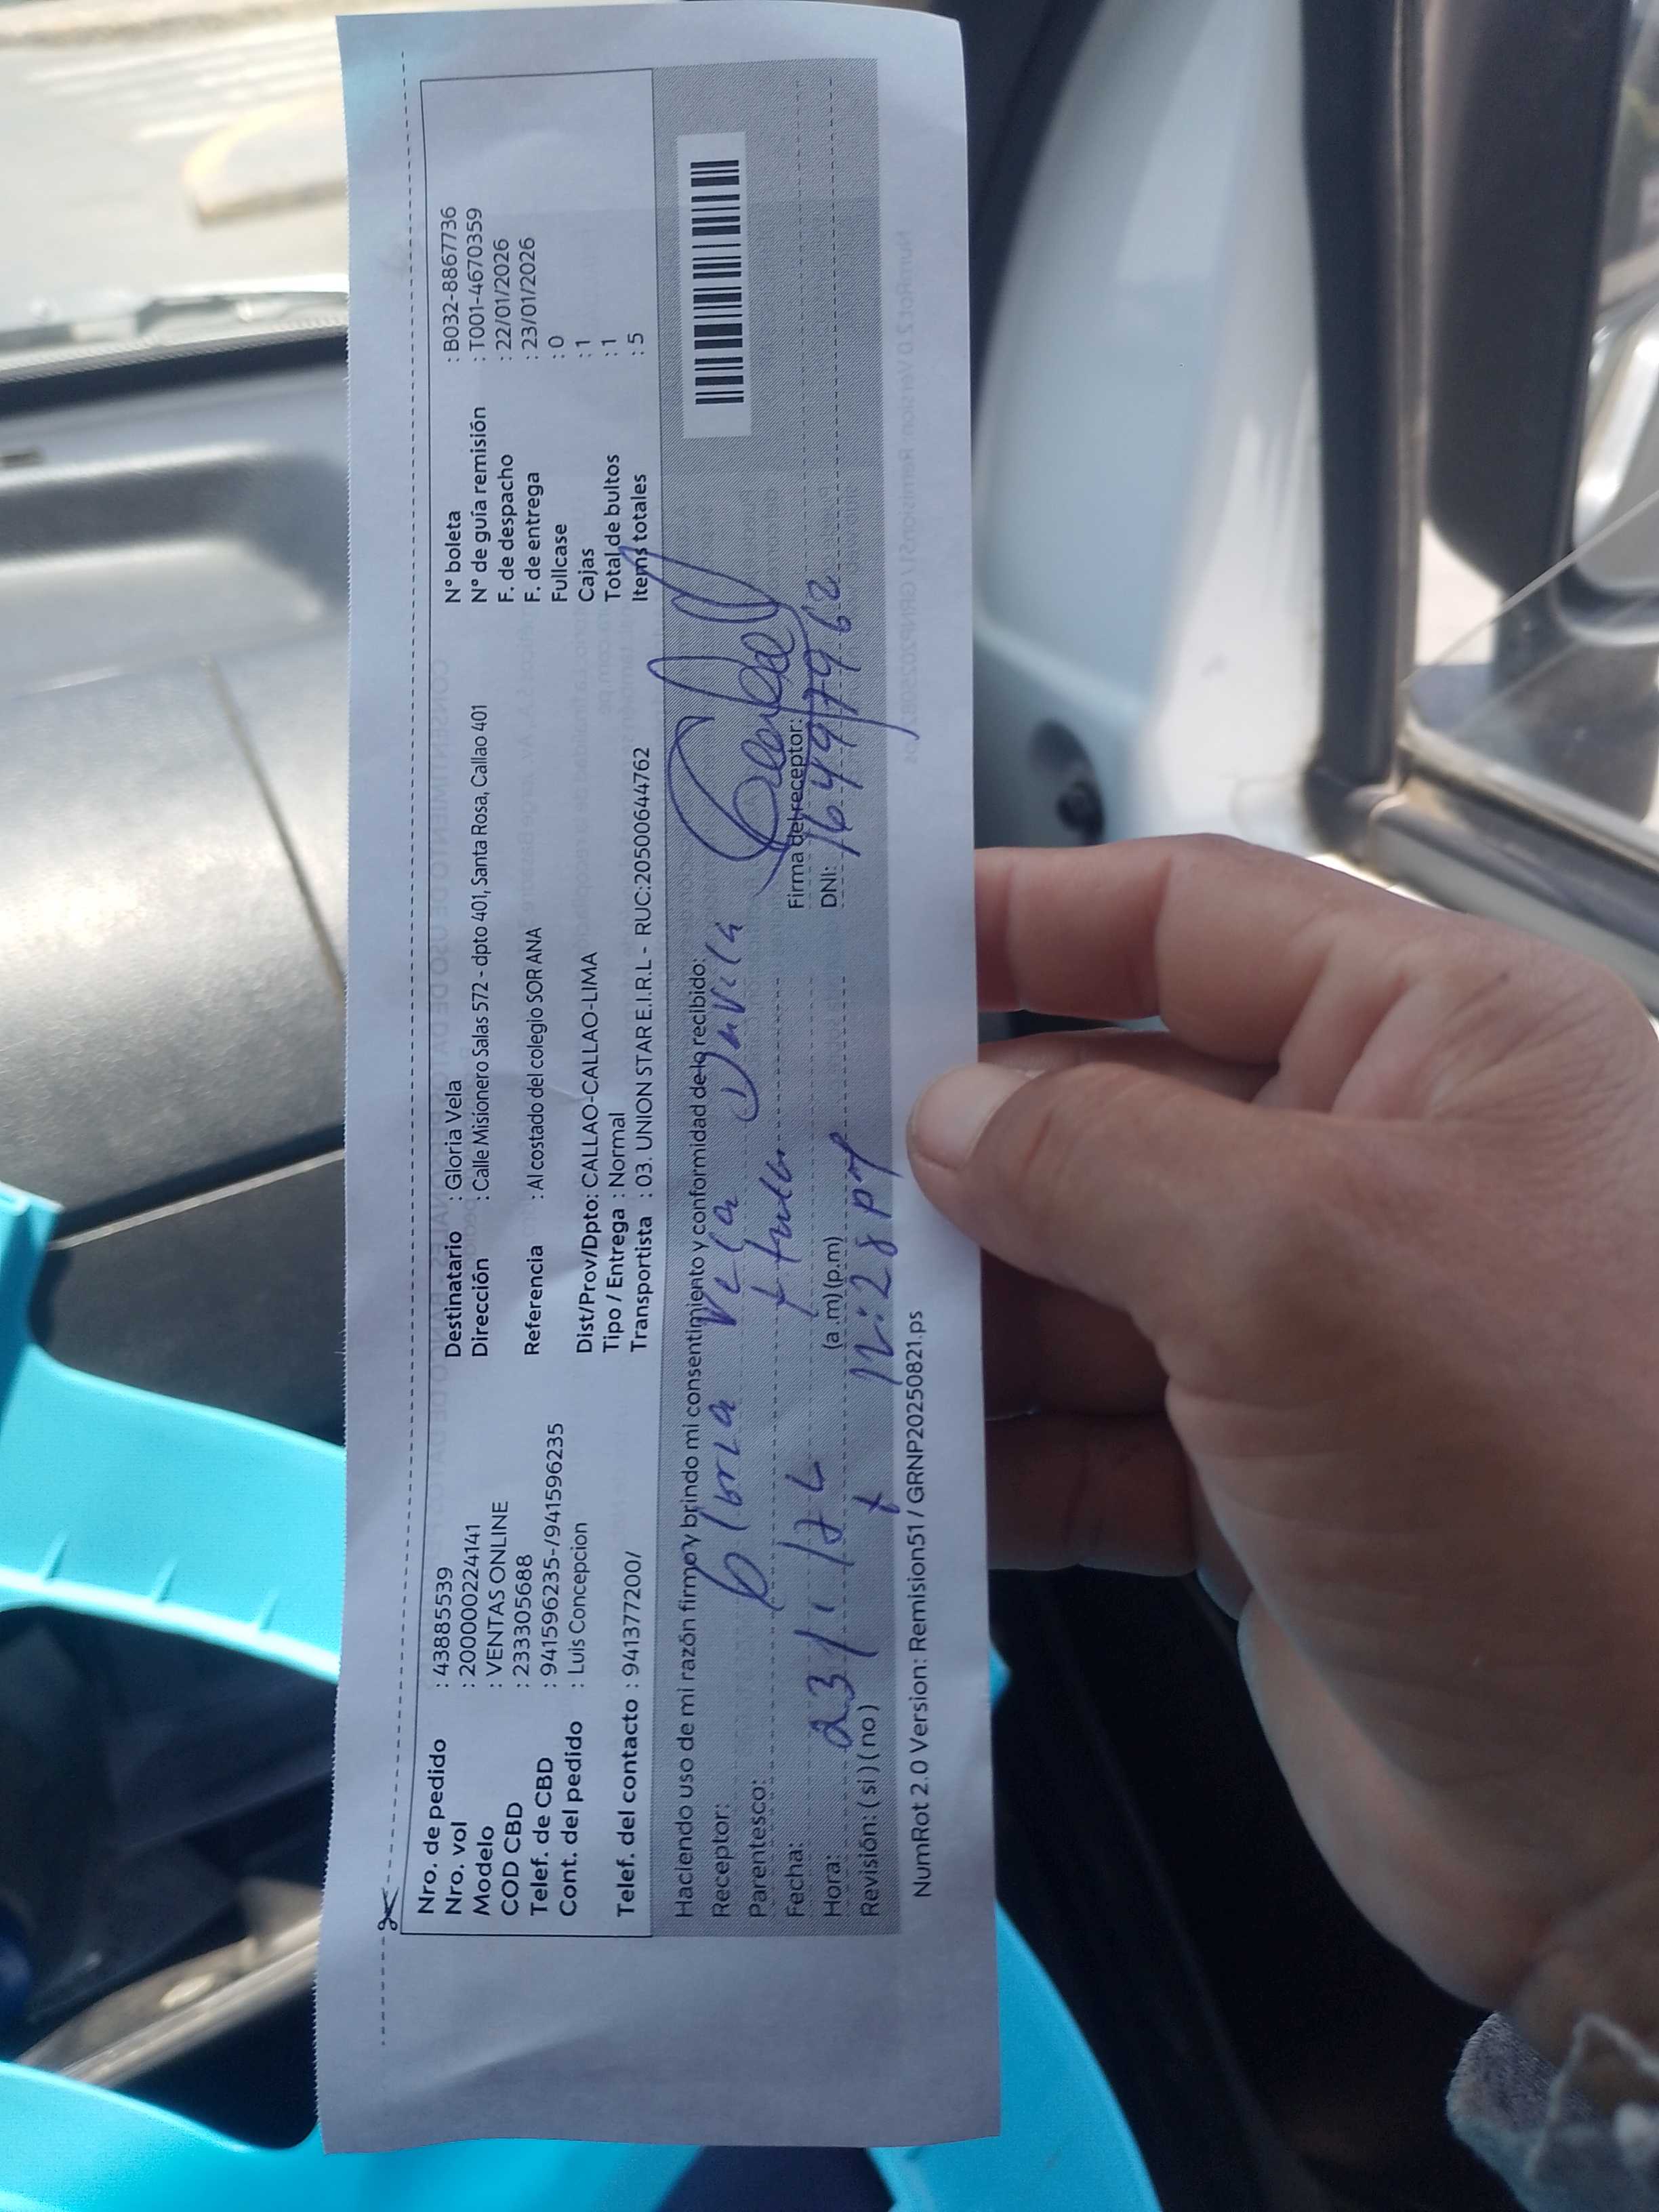 Nro. de pedido : 43885539
Nro. vol : 200000224141
Modelo : VENTAS ONLINE
COD CBD : 233305688
Telef. de CBD : 941596235-/941596235
Cont. del pedido : Luis Concepcion
Telef. del contacto : 941377200/
Destinatario : Gloria Vela
Dirección : Calle Misionero Salas 572 - dpto 401, Santa Rosa, Callao 401
Referencia : Al costado del colegio SOR ANA
Dist/Prov/Dpto: CALLAO-CALLAO-LIMA
Tipo / Entrega : Normal
Transportista : 03. UNION STAR E.I.R.L - RUC:20500644762
N° boleta : B032-8867736
N° de guía remisión : T001-4670359
F. de despacho : 22/01/2026
F. de entrega : 23/01/2026
Fullcase : 0
Cajas : 1
Total de bultos : 1
Items totales : 5
Haciendo uso de mi razón firmo y brindo mi consentimiento y conformidad de lo recibido:
Receptor: Vela Davila
Parentesco:
Fecha: 23/1/26
Hora: (a.m) (p.m) 12:28 pm
Revisión: ( si ) ( no )
Firma del receptor:
DNI:
NumRot 2.0 Version: Remision51 / GRNP20250821.ps